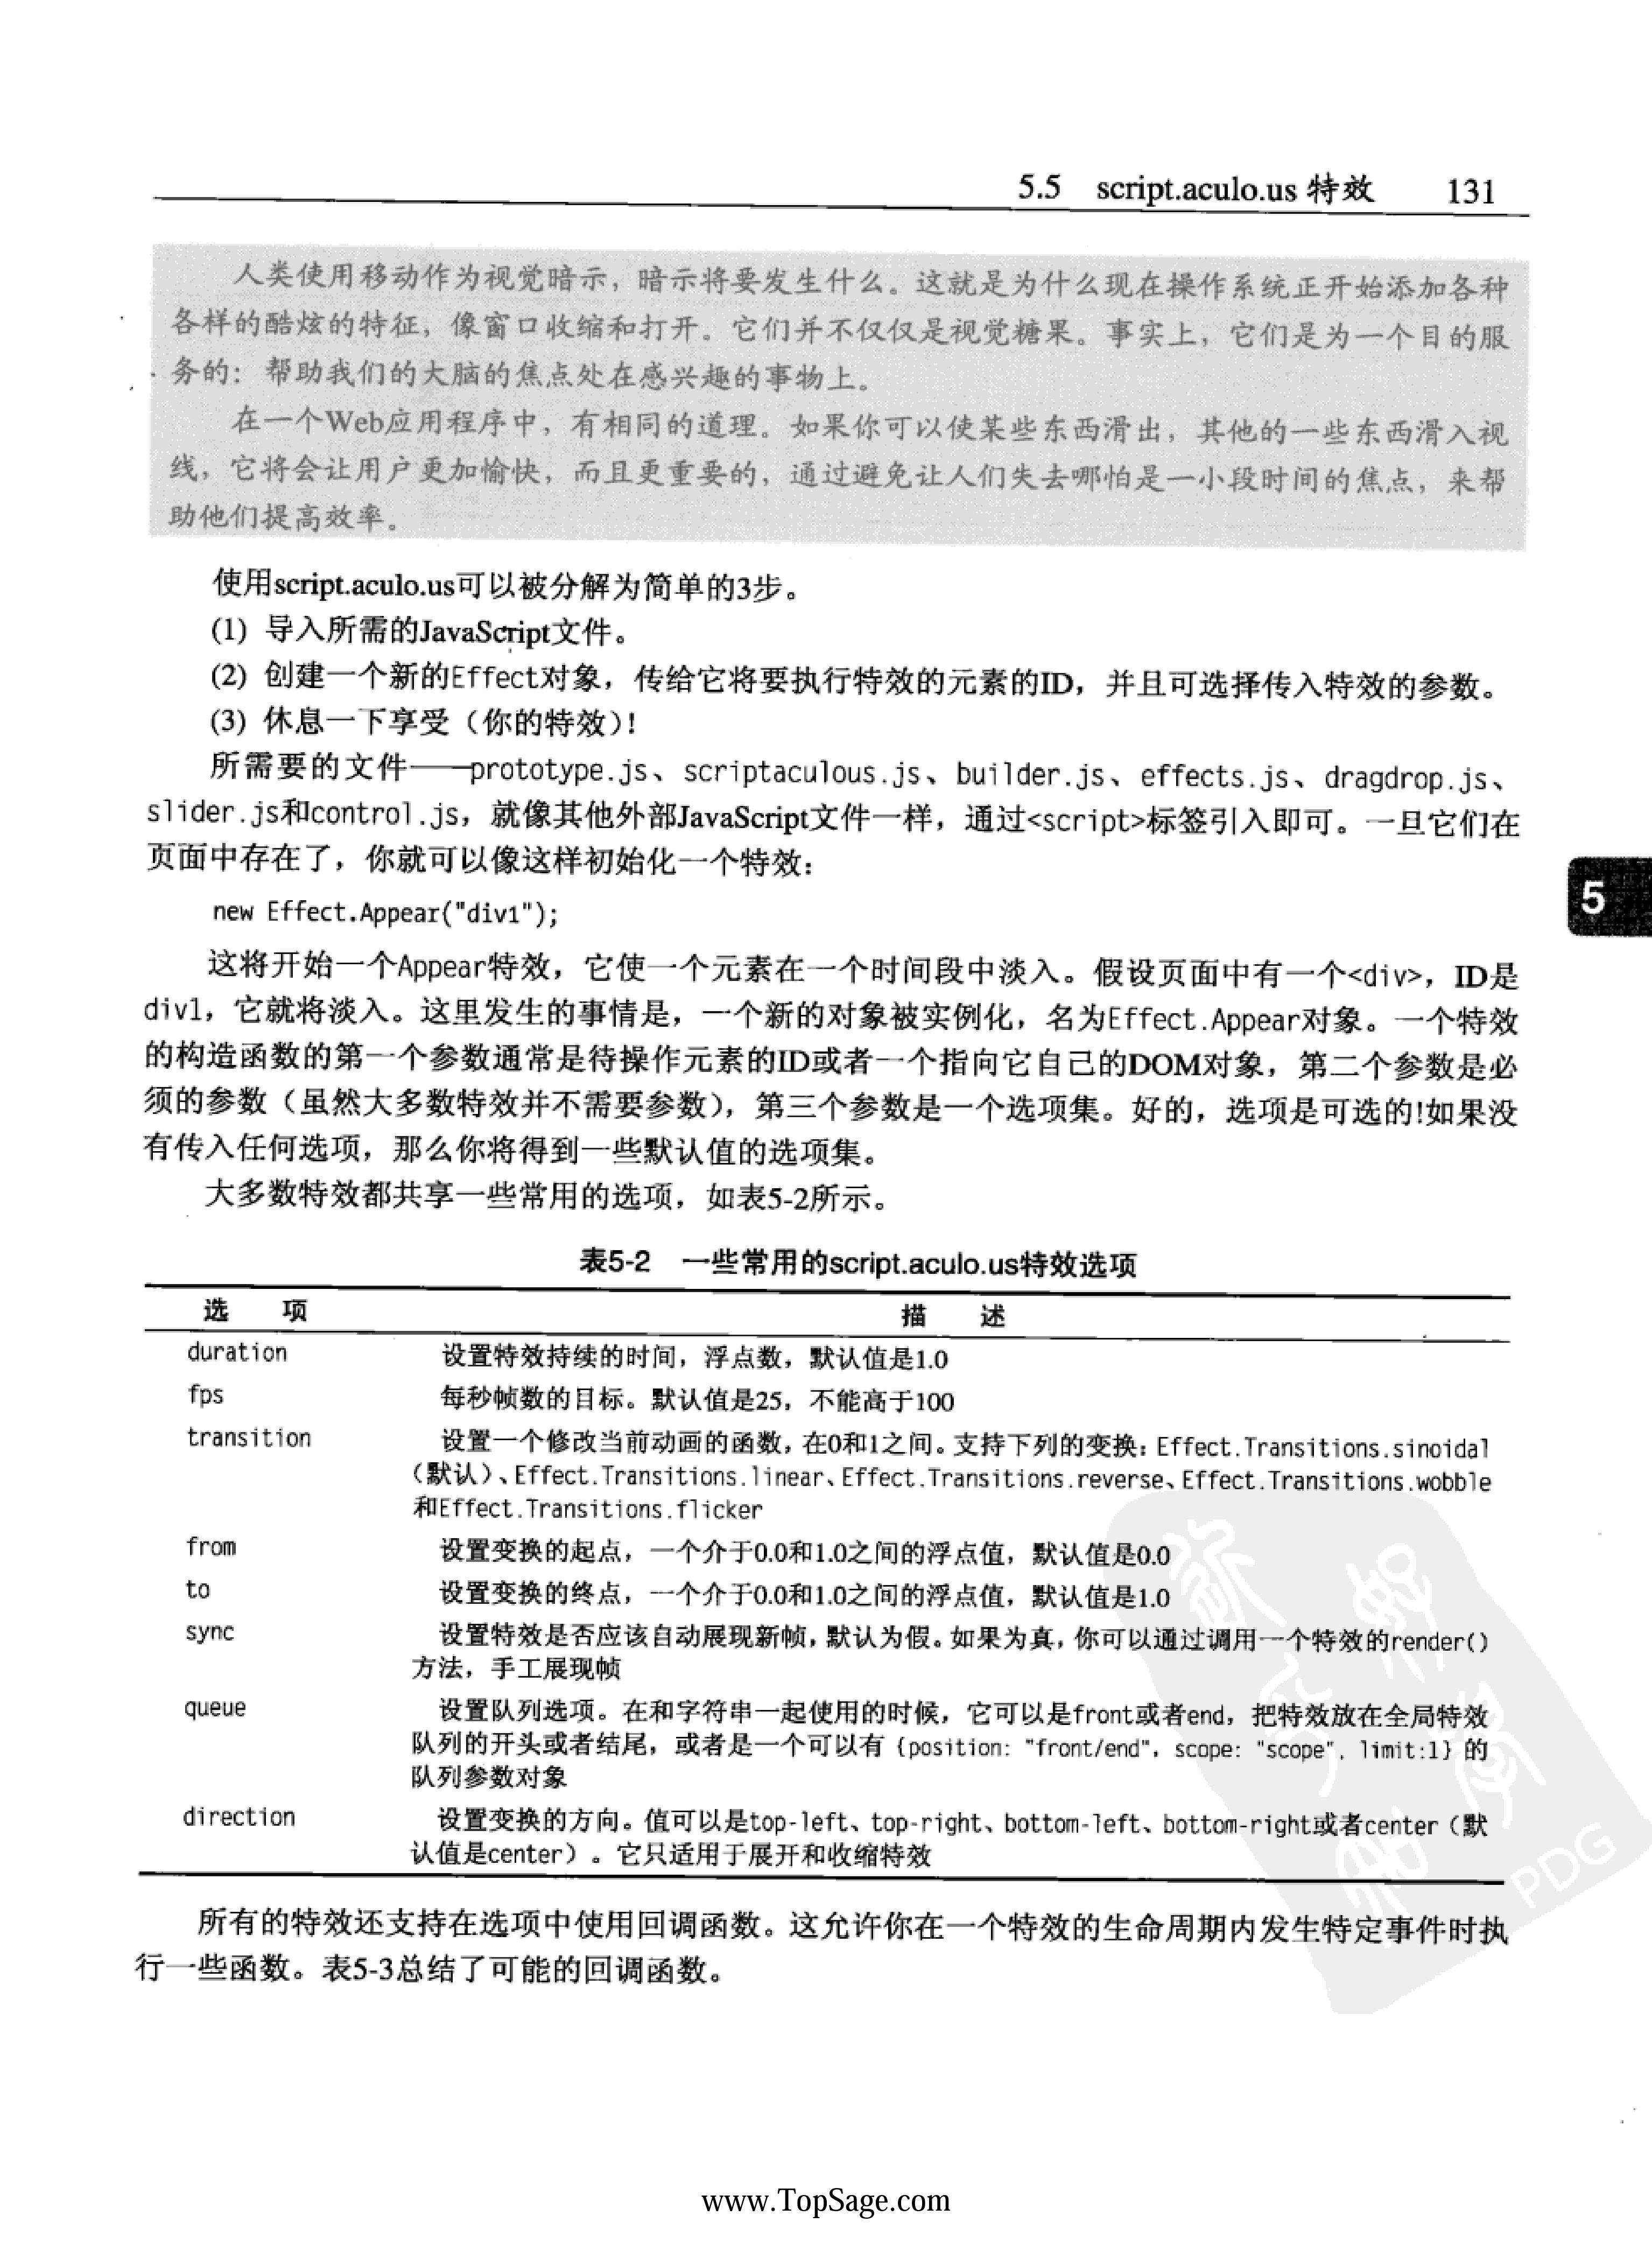 5.5 script.aculo.us 特效 131
人类使用移动作为视觉暗示，暗示将要发生什么。这就是为什么现在操作系统正开始添加各种
各样的酷炫的特征，像窗口收缩和打开。它们并不仅仅是视觉糖果。事实上，它们是为一个目的服
务的：帮助我们的大脑的焦点处在感兴趣的事物上。
在一个Web应用程序中，有相同的道理。如果你可以使某些东西滑出，其他的一些东西滑入视
线，它将会让用户更加愉快，而且更重要的，通过避免让人们失去哪怕是一小段时间的焦点，来帮
助他们提高效率。
使用script.aculo.us可以被分解为简单的3步。
(1) 导入所需的JavaScript文件。
(2) 创建一个新的Effect对象，传给它将要执行特效的元素的ID，并且可选择传入特效的参数。
(3) 休息一下享受（你的特效）！
所需要的文件——prototype.js、scriptaculous.js、builder.js、effects.js、dragdrop.js、
slider.js和control.js，就像其他外部JavaScript文件一样，通过<script>标签引入即可。一旦它们在
页面中存在了，你就可以像这样初始化一个特效：
5
new Effect.Appear("div1");
这将开始一个Appear特效，它使一个元素在一个时间段中淡入。假设页面中有一个<div>，ID是
div1，它就将淡入。这里发生的事情是，一个新的对象被实例化，名为Effect.Appear对象。一个特效
的构造函数的第一个参数通常是待操作元素的ID或者一个指向它自己的DOM对象，第二个参数是必
须的参数（虽然大多数特效并不需要参数），第三个参数是一个选项集。好的，选项是可选的!如果没
有传入任何选项，那么你将得到一些默认值的选项集。
大多数特效都共享一些常用的选项，如表5-2所示。
表5-2 一些常用的script.aculo.us特效选项
选 项 描 述
duration 设置特效持续的时间，浮点数，默认值是1.0
fps 每秒帧数的目标。默认值是25，不能高于100
transition 设置一个修改当前动画的函数，在0和1之间。支持下列的变换：Effect.Transitions.sinoidal
（默认）、Effect.Transitions.linear、Effect.Transitions.reverse、Effect.Transitions.wobble
和Effect.Transitions.flicker
from 设置变换的起点，一个介于0.0和1.0之间的浮点值，默认值是0.0
to 设置变换的终点，一个介于0.0和1.0之间的浮点值，默认值是1.0
sync 设置特效是否应该自动展现新帧，默认为假。如果为真，你可以通过调用一个特效的render()
方法，手工展现帧
queue 设置队列选项。在和字符串一起使用的时候，它可以是front或者end，把特效放在全局特效
队列的开头或者结尾，或者是一个可以有 {position: "front/end", scope: "scope", limit:1} 的
队列参数对象
direction 设置变换的方向。值可以是top-left、top-right、bottom-left、bottom-right或者center（默
认值是center）。它只适用于展开和收缩特效
PDG
所有的特效还支持在选项中使用回调函数。这允许你在一个特效的生命周期内发生特定事件时执
行一些函数。表5-3总结了可能的回调函数。
www.TopSage.com